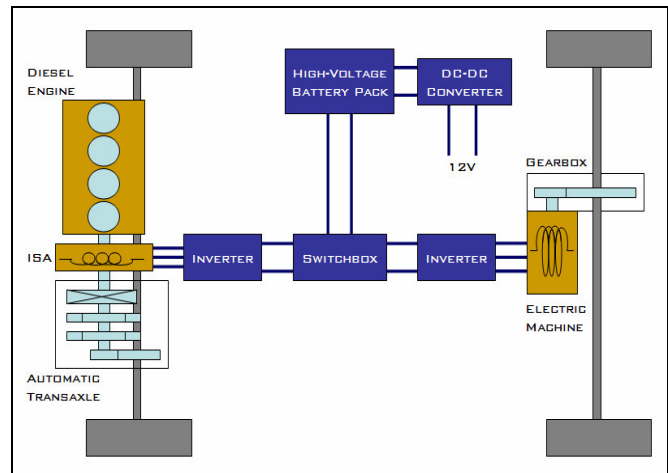 DIESEL
ENGINE
HIGH-VOLTAGE
BATTERY PACK
DC-DC
CONVERTER
12V
GEARBOX
ISA
INVERTER
SWITCHBOX
INVERTER
ELECTRIC
MACHINE
AUTOMATIC
TRANSAXLE